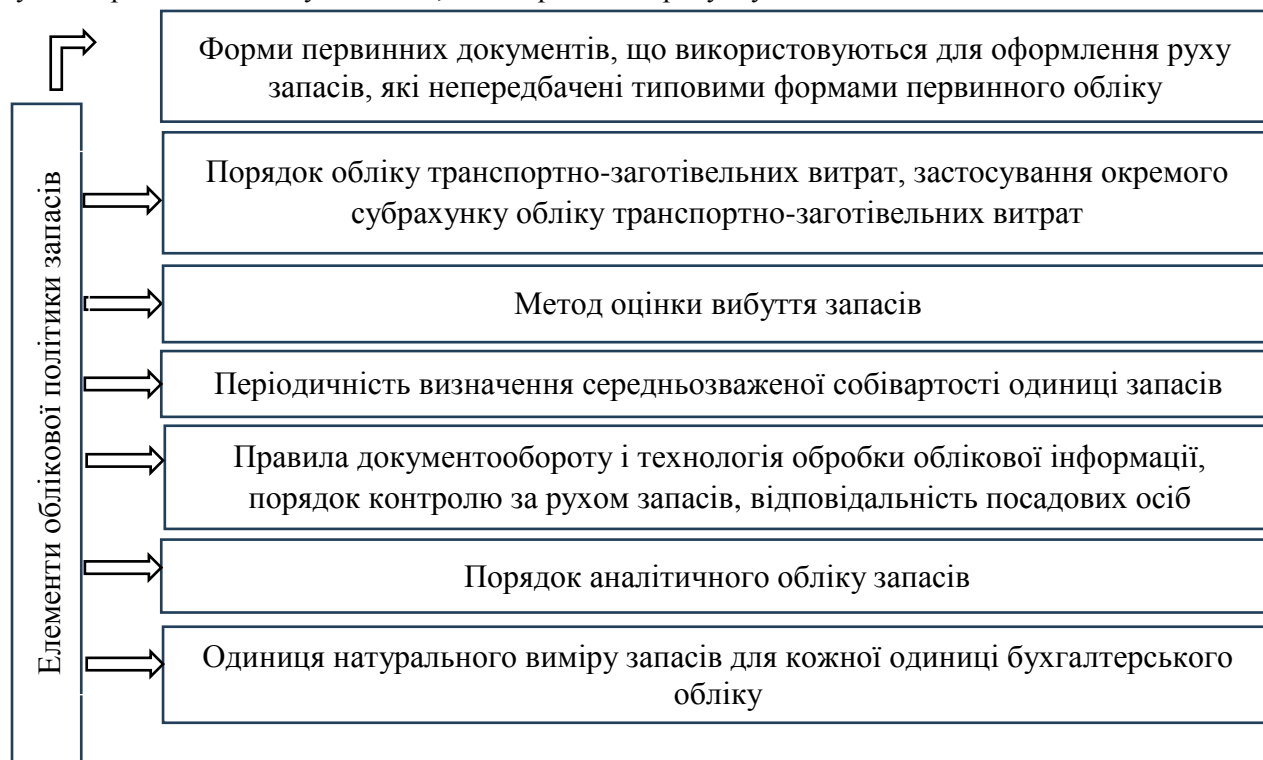 Форми первинних документів, що використовуються для оформлення руху
запасів, які непередбачені типовими формами первинного обліку
Елементи облікової політики запасів
Порядок обліку транспортно-заготівельних витрат, застосування окремого
субрахунку обліку транспортно-заготівельних витрат
Метод оцінки вибуття запасів
Періодичність визначення середньозваженої собівартості одиниці запасів
Правила документообороту і технологія обробки облікової інформації,
порядок контролю за рухом запасів, відповідальність посадових осіб
Порядок аналітичного обліку запасів
Одиниця натурального виміру запасів для кожної одиниці бухгалтерського
обліку